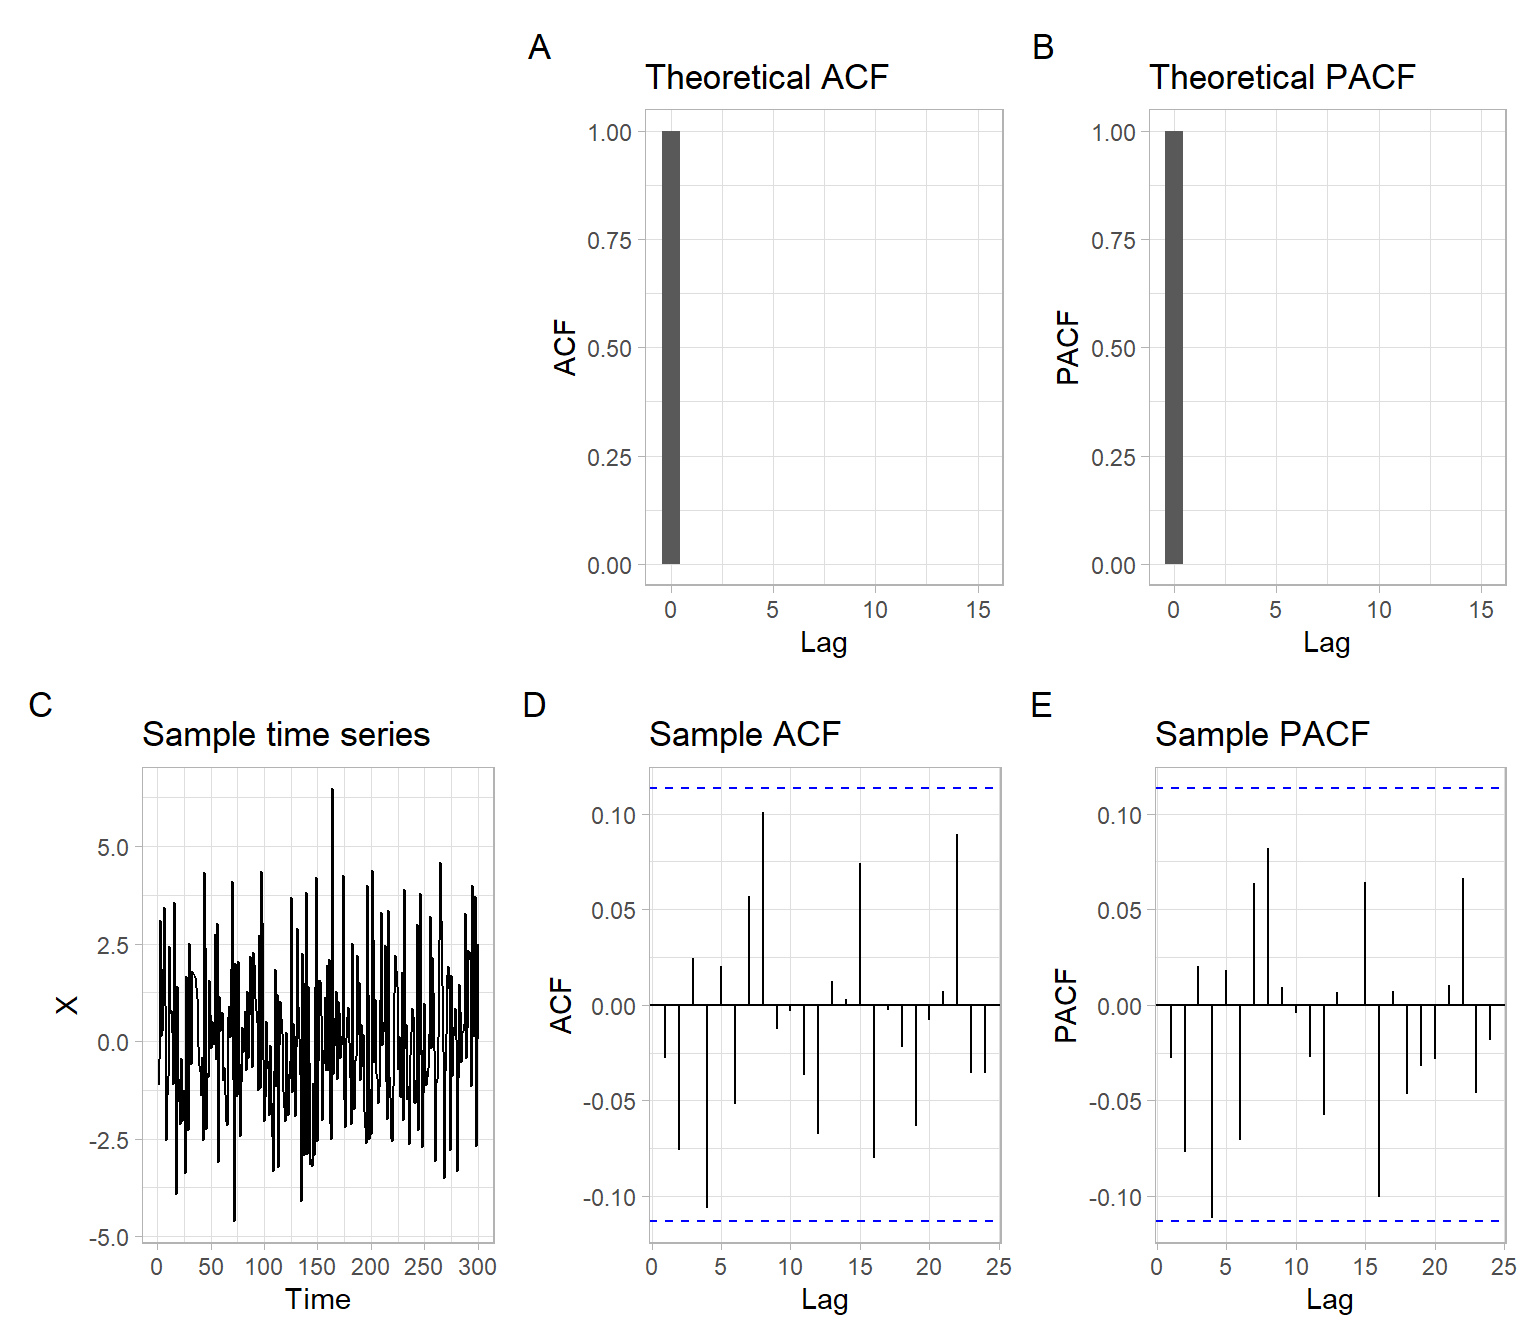 A
Theoretical ACF
1.00
0.75
0.50
0.25
0.00
ACF
0 5 10 15
Lag
B
Theoretical PACF
1.00
0.75
0.50
0.25
0.00
PACF
0 5 10 15
Lag
C
Sample time series
5.0
2.5
0.0
-2.5
-5.0
X
0 50 100 150 200 250 300
Time
D
Sample ACF
0.10
0.05
0.00
-0.05
-0.10
ACF
0 5 10 15 20 25
Lag
E
Sample PACF
0.10
0.05
0.00
-0.05
-0.10
PACF
0 5 10 15 20 25
Lag